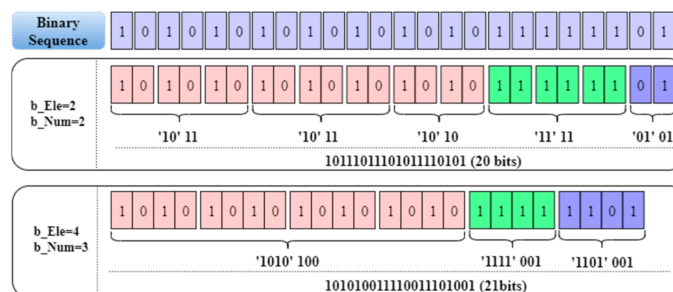 Binary Sequence
1 0 1 0 1 0 1 0 1 0 1 0 1 0 1 0 1 1 1 1 1 1 0 1
b_Ele=2
b_Num=2
1 0 1 0 1 0 1 0 1 0 1 0 1 0 1 0 1 1 1 1 1 1 0 1
'10' 11 '10' 11 '10' 10 '11' 11 '01' 01
10111011101011110101 (20 bits)
b_Ele=4
b_Num=3
1 0 1 0 1 0 1 0 1 0 1 0 1 0 1 0 1 1 1 1 1 1 0 1
'1010' 100 '1111' 001 '1101' 001
101010011110011101001 (21bits)